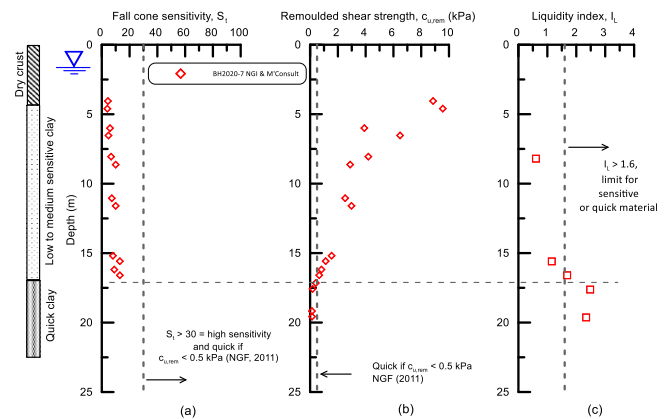 Fall cone sensitivity, St
0 20 40 60 80 100
Remoulded shear strength, cu,rem (kPa)
0 2 4 6 8 10
Liquidity index, IL
0 1 2 3 4
Dry crust
Low to medium sensitive clay
Quick clay
Depth (m)
0
5
10
15
20
25
BH2020-7 NGI & M'Consult
St > 30 = high sensitivity
and quick if
cu,rem < 0.5 kPa (NGF, 2011)
(a)
0
5
10
15
20
25
Quick if cu,rem < 0.5 kPa
NGF (2011)
(b)
0
5
10
15
20
25
IL > 1.6,
limit for
sensitive
or quick material
(c)